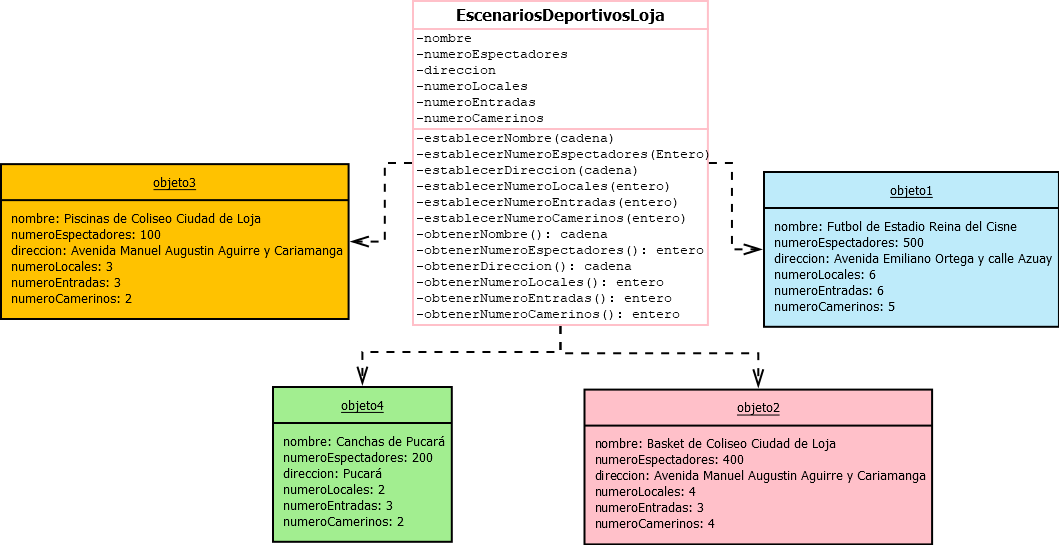 EscenariosDeportivosLoja
-nombre
-numeroEspectadores
-direccion
-numeroLocales
-numeroEntradas
-numeroCamerinos
-establecerNombre(cadena)
-establecerNumeroEspectadores(Entero)
-establecerDireccion(cadena)
-establecerNumeroLocales(entero)
-establecerNumeroEntradas(entero)
-establecerNumeroCamerinos(entero)
-obtenerNombre(): cadena
-obtenerNumeroEspectadores(): entero
-obtenerDireccion(): cadena
-obtenerNumeroLocales(): entero
-obtenerNumeroEntradas(): entero
-obtenerNumeroCamerinos(): entero
objeto3
nombre: Piscinas de Coliseo Ciudad de Loja
numeroEspectadores: 100
direccion: Avenida Manuel Augustin Aguirre y Cariamanga
numeroLocales: 3
numeroEntradas: 3
numeroCamerinos: 2
objeto1
nombre: Futbol de Estadio Reina del Cisne
numeroEspectadores: 500
direccion: Avenida Emiliano Ortega y calle Azuay
numeroLocales: 6
numeroEntradas: 6
numeroCamerinos: 5
objeto4
nombre: Canchas de Pucará
numeroEspectadores: 200
direccion: Pucará
numeroLocales: 2
numeroEntradas: 3
numeroCamerinos: 2
objeto2
nombre: Basket de Coliseo Ciudad de Loja
numeroEspectadores: 400
direccion: Avenida Manuel Augustin Aguirre y Cariamanga
numeroLocales: 4
numeroEntradas: 3
numeroCamerinos: 4